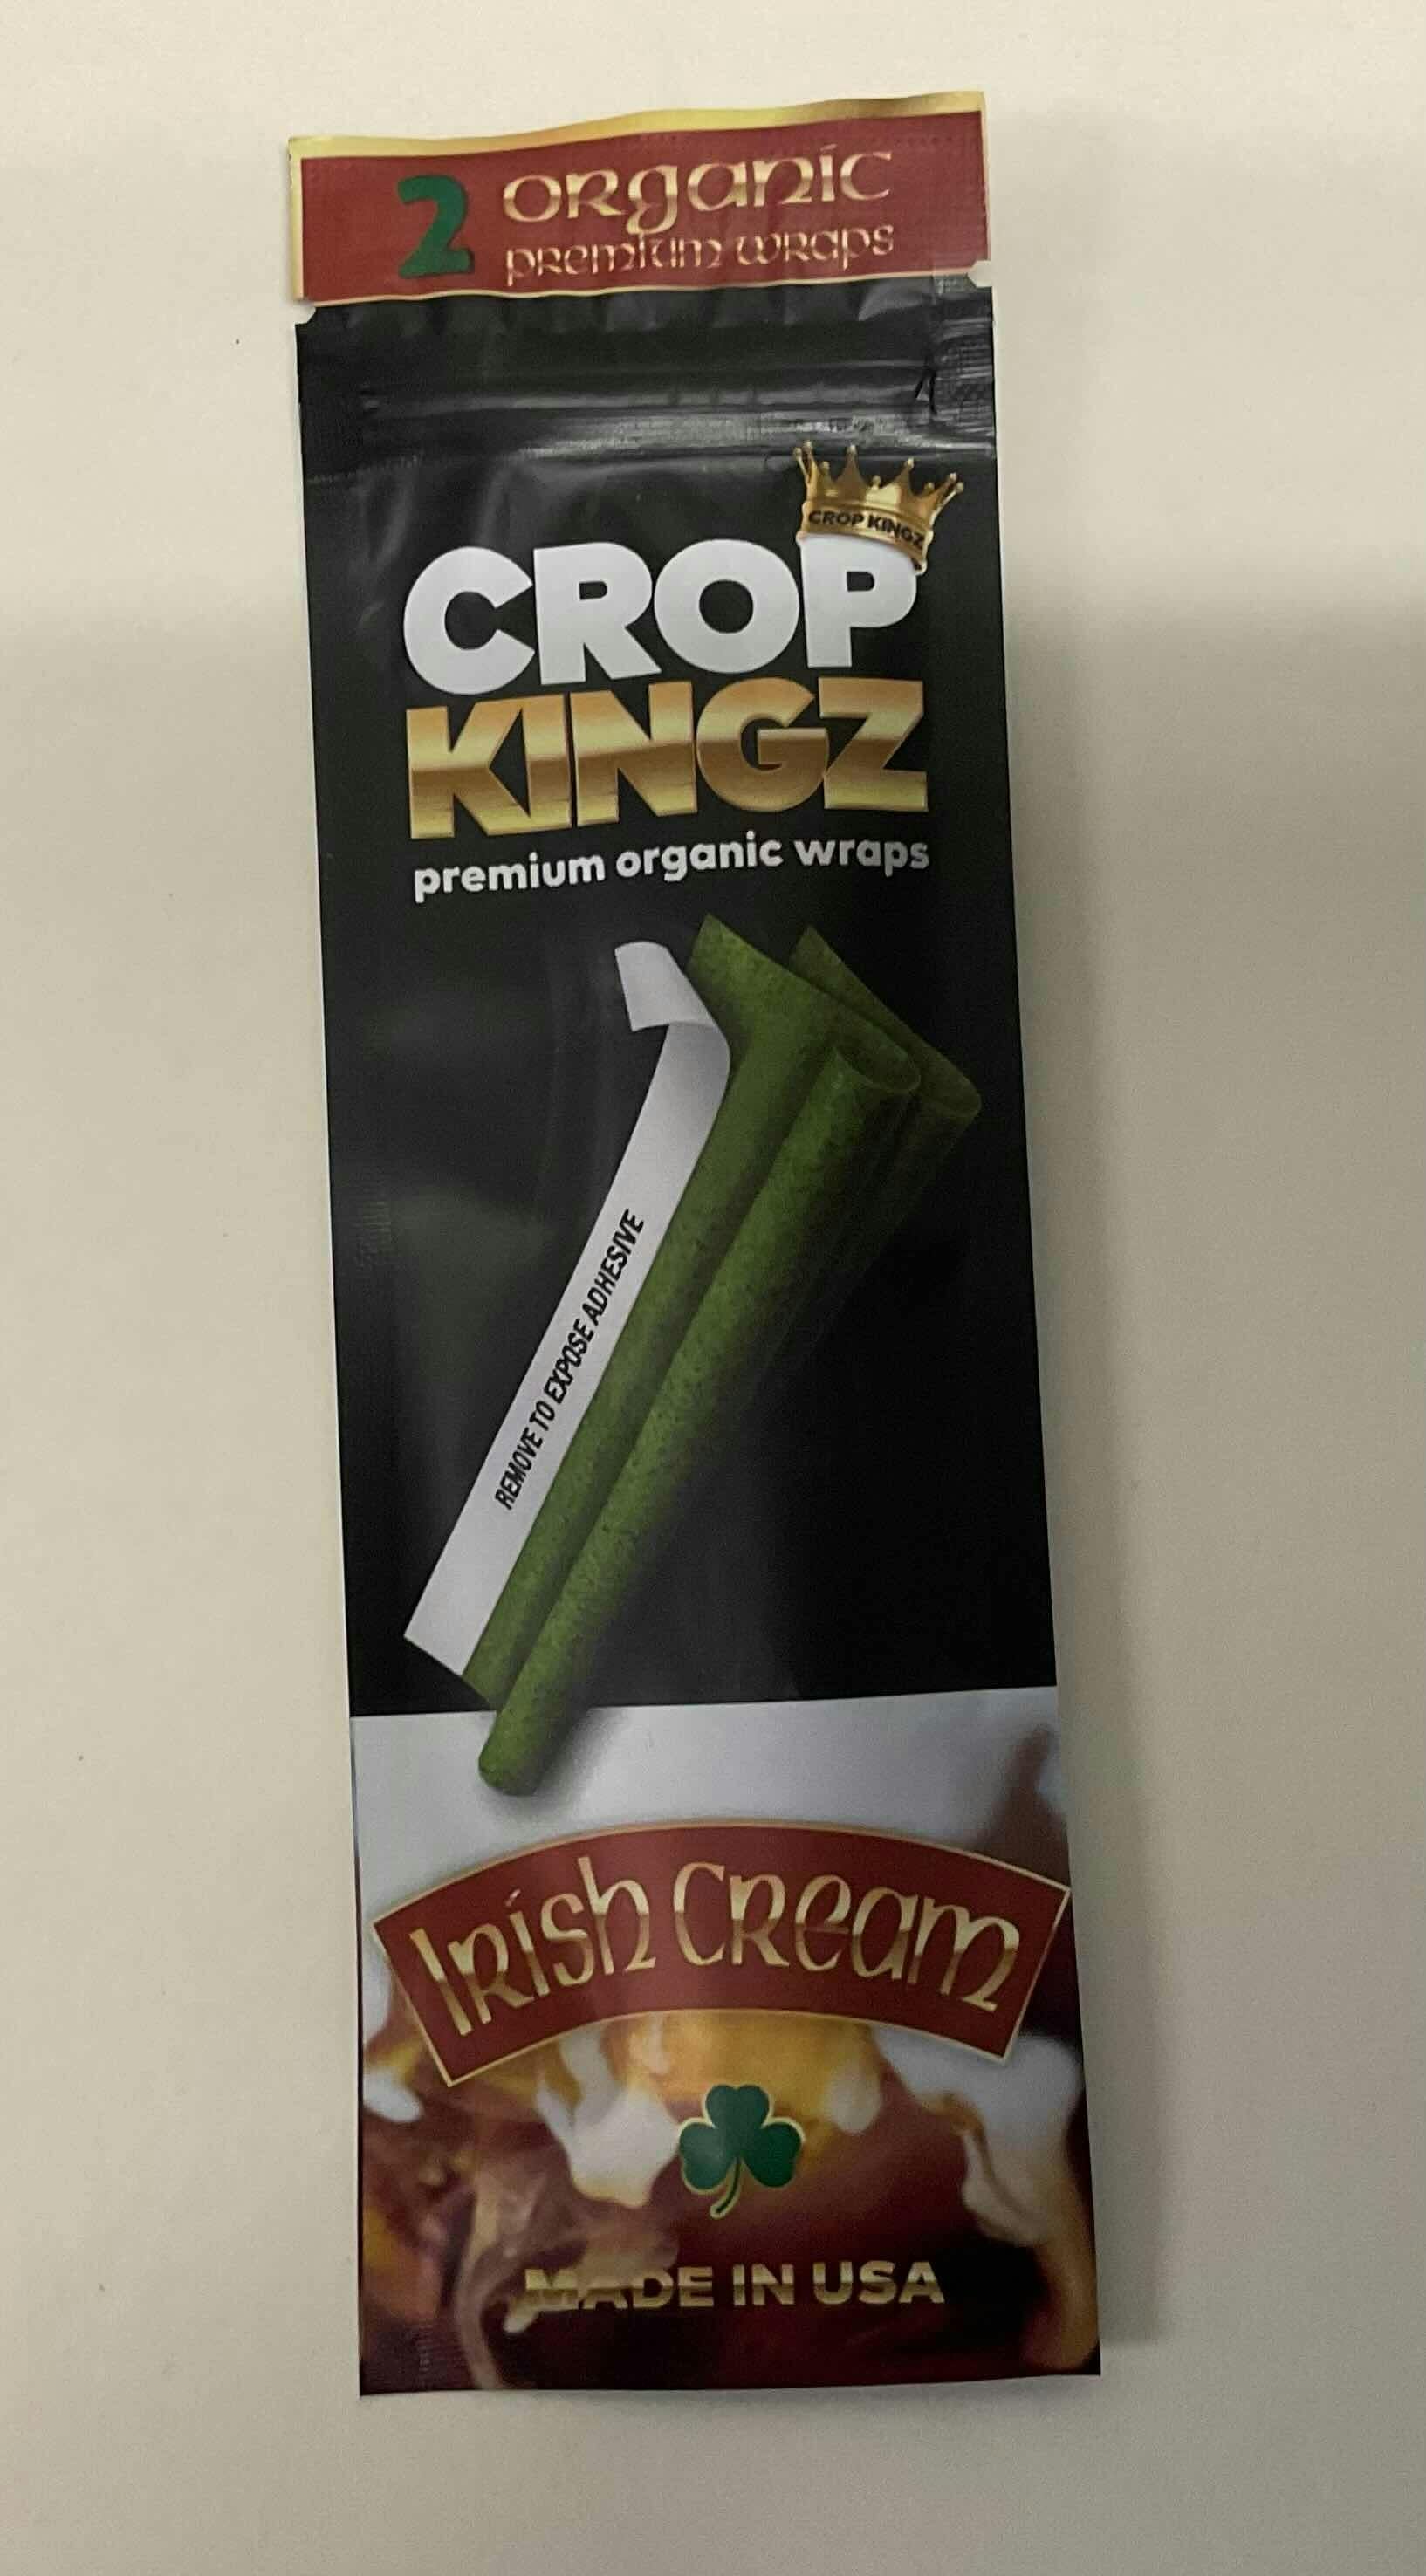 2 organic
premium wraps
CROP KINGZ
CROP
KINGZ
premium organic wraps
REMOVE TO EXPOSE ADHESIVE
Irish Cream
MADE IN USA